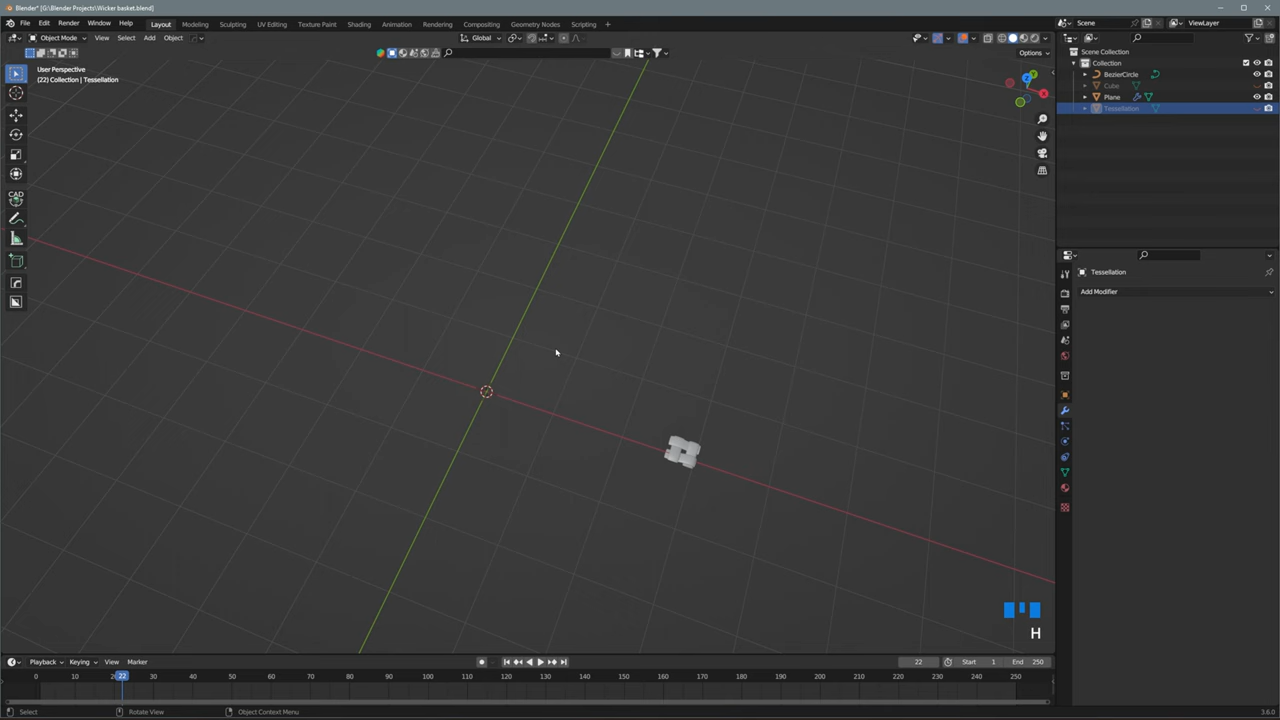 Blender* [G:\Blender Projects\Wicker basket.blend]
File Edit Render Window Help Layout Modeling Sculpting UV Editing Texture Paint Shading Animation Rendering Compositing Geometry Nodes Scripting + Scene ViewLayer
Object Mode View Select Add Object Global
Options
User Perspective
(22) Collection | Tessellation
Scene Collection
Collection
BezierCircle
Cube
Plane
Tessellation
Z
Y
X
CAD
Tessellation
Add Modifier
H
Playback Keying View Marker 22 Start 1 End 250
0 10 20 22 30 40 50 60 70 80 90 100 110 120 130 140 150 160 170 180 190 200 210 220 230 240 250
Select Rotate View Object Context Menu 3.6.0